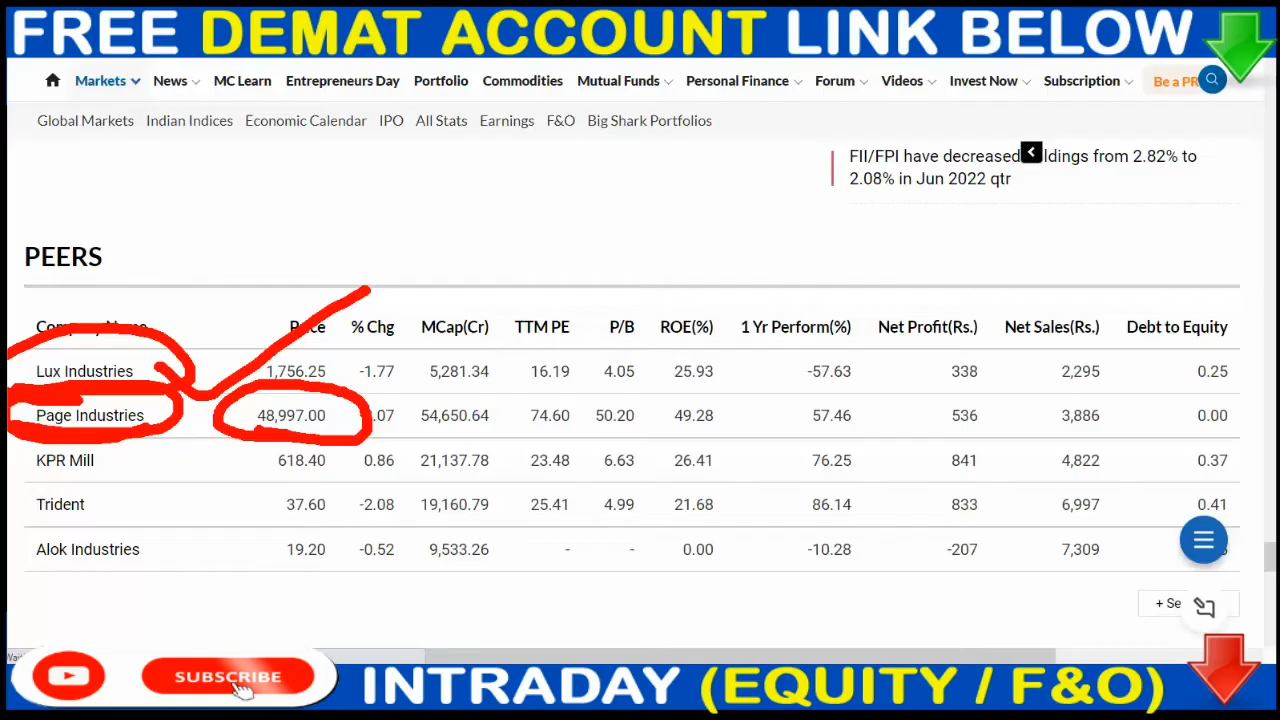 FREE DEMAT ACCOUNT LINK BELOW
Markets News MC Learn Entrepreneurs Day Portfolio Commodities Mutual Funds Personal Finance Forum Videos Invest Now Subscription Be a PR
Global Markets Indian Indices Economic Calendar IPO All Stats Earnings F&O Big Shark Portfolios
FII/FPI have decreased ldings from 2.82% to
2.08% in Jun 2022 qtr
PEERS
Company Name Price % Chg MCap(Cr) TTM PE P/B ROE(%) 1 Yr Perform(%) Net Profit(Rs.) Net Sales(Rs.) Debt to Equity
Lux Industries 1,756.25 -1.77 5,281.34 16.19 4.05 25.93 -57.63 338 2,295 0.25
Page Industries 48,997.00 .07 54,650.64 74.60 50.20 49.28 57.46 536 3,886 0.00
KPR Mill 618.40 0.86 21,137.78 23.48 6.63 26.41 76.25 841 4,822 0.37
Trident 37.60 -2.08 19,160.79 25.41 4.99 21.68 86.14 833 6,997 0.41
Alok Industries 19.20 -0.52 9,533.26 - - 0.00 -10.28 -207 7,309
+ Se
SUBSCRIBE
INTRADAY (EQUITY / F&O)